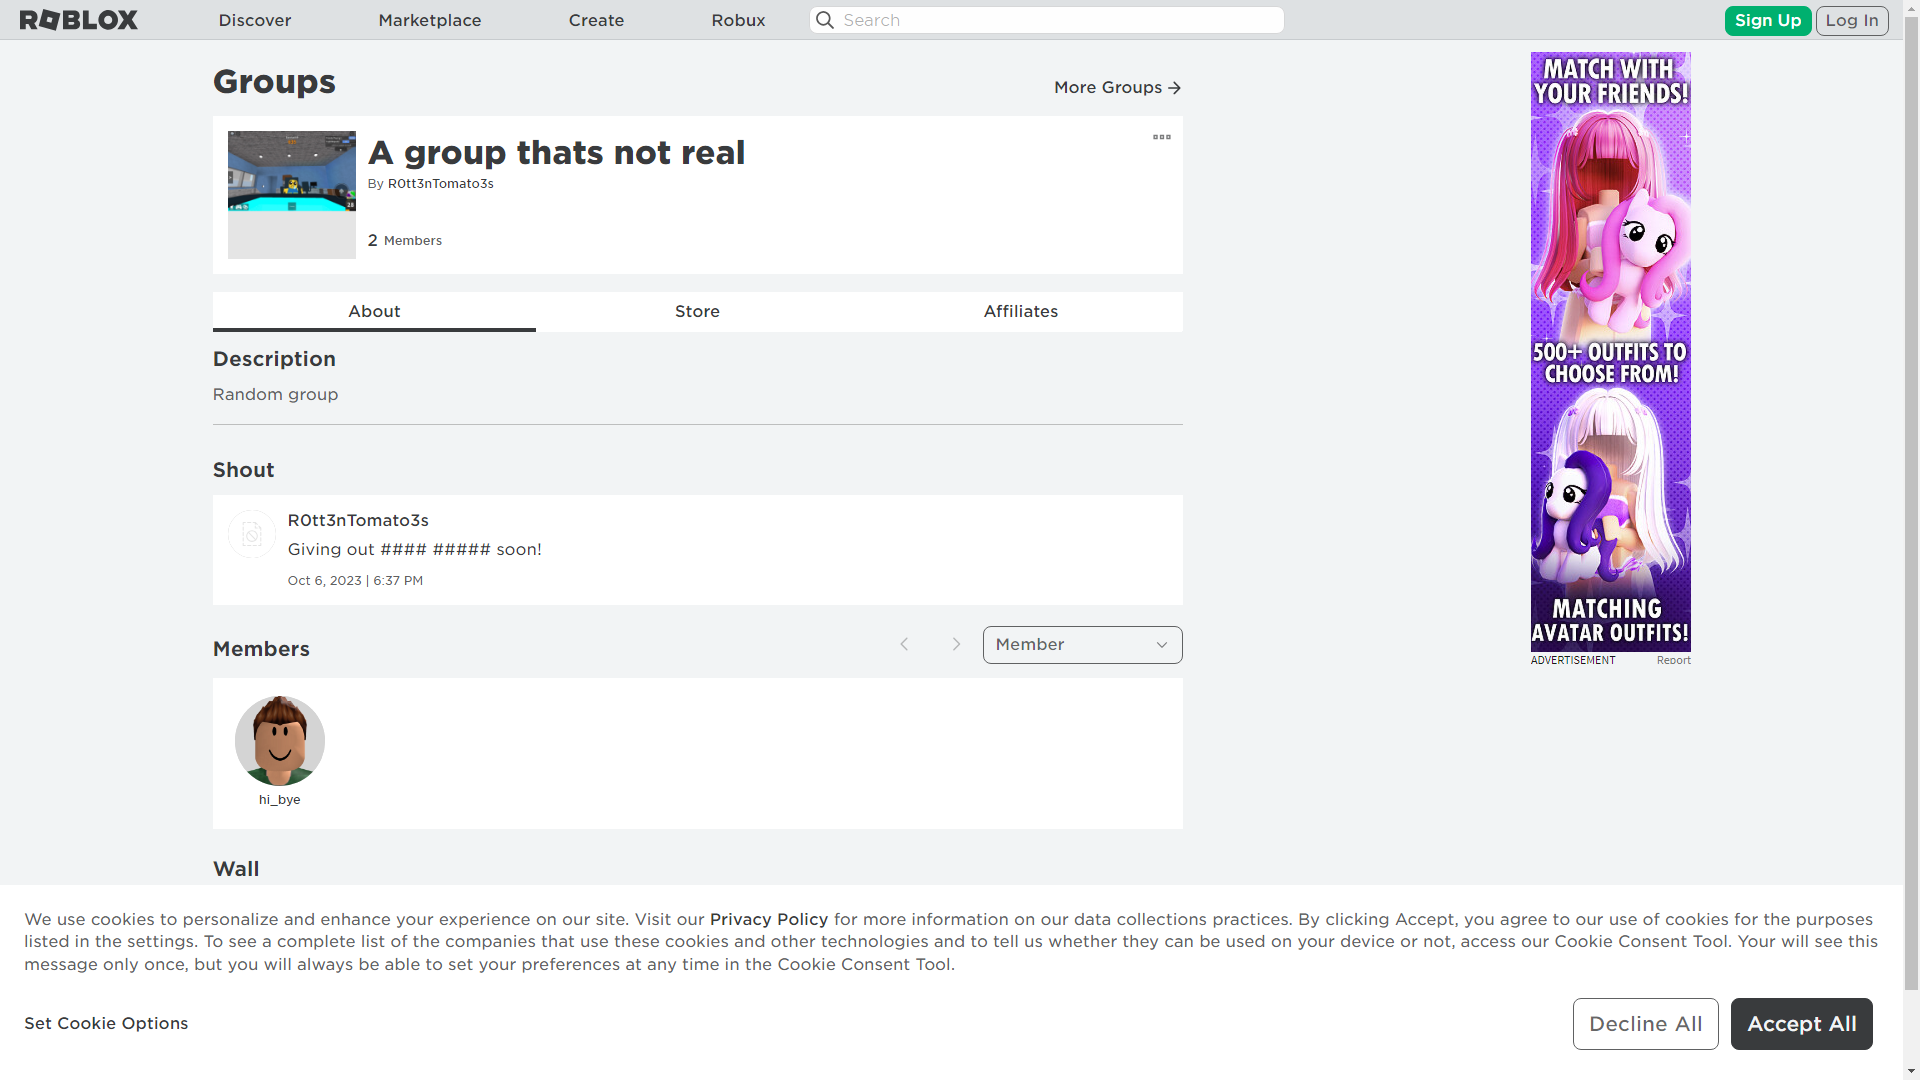 ROBLOX
Discover
Marketplace
Create
Robux
Search
Sign Up
Log In
Groups
More Groups
A group thats not real
By R0tt3nTomato3s
2 Members
About
Store
Affiliates
Description
Random group
Shout
R0tt3nTomato3s
Giving out #### ##### soon!
Oct 6, 2023 | 6:37 PM
Members
Member
hi_bye
Wall
MATCH WITH
YOUR FRIENDS!
500+ OUTFITS TO
CHOOSE FROM!
MATCHING
AVATAR OUTFITS!
ADVERTISEMENT
Report
We use cookies to personalize and enhance your experience on our site. Visit our Privacy Policy for more information on our data collections practices. By clicking Accept, you agree to our use of cookies for the purposes
listed in the settings. To see a complete list of the companies that use these cookies and other technologies and to tell us whether they can be used on your device or not, access our Cookie Consent Tool. Your will see this
message only once, but you will always be able to set your preferences at any time in the Cookie Consent Tool.
Set Cookie Options
Decline All
Accept All